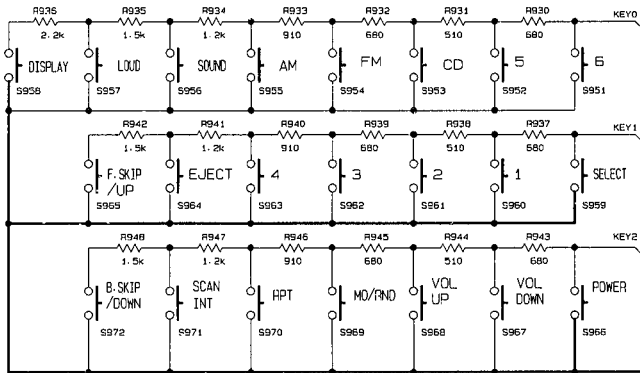 R936 R935 R934 R933 R932 R931 R930 KEY0
2.2k 1.5k 1.2k 910 680 510 680
DISPLAY LOUD SOUND AM FM CD 5 6
S958 S957 S956 S955 S954 S953 S952 S951
R942 R941 R940 R939 R938 R937 KEY1
1.5k 1.2k 910 680 510 680
F.SKIP EJECT 4 3 2 1 SELECT
/UP
S965 S964 S963 S962 S961 S960 S959
R948 R947 R946 R945 R944 R943 KEY2
1.5k 1.2k 910 680 510 680
B.SKIP SCAN RPT MO/RND VOL VOL POWER
/DOWN INT UP DOWN
S972 S971 S970 S969 S968 S967 S966